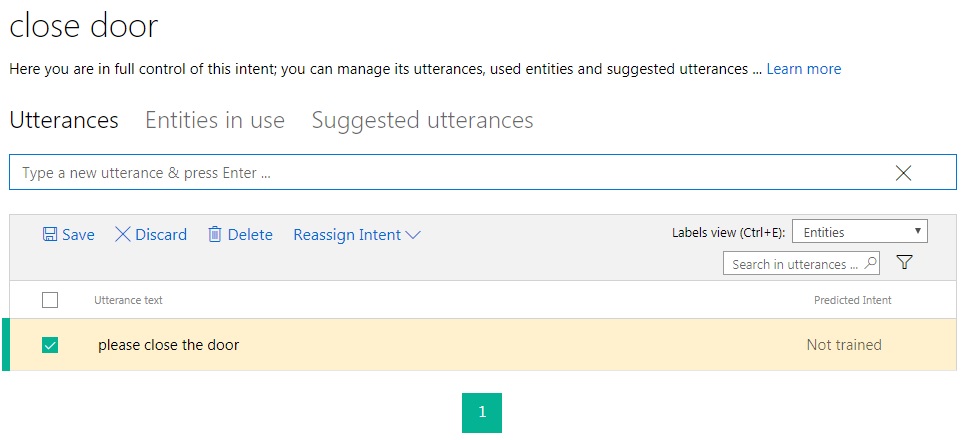 close door
Here you are in full control of this intent; you can manage its utterances, used entities and suggested utterances ... Learn more
Utterances Entities in use Suggested utterances
Type a new utterance & press Enter ...
Save Discard Delete Reassign Intent Labels view (Ctrl+E): Entities
Search in utterances ...
Utterance text Predicted Intent
please close the door Not trained
1